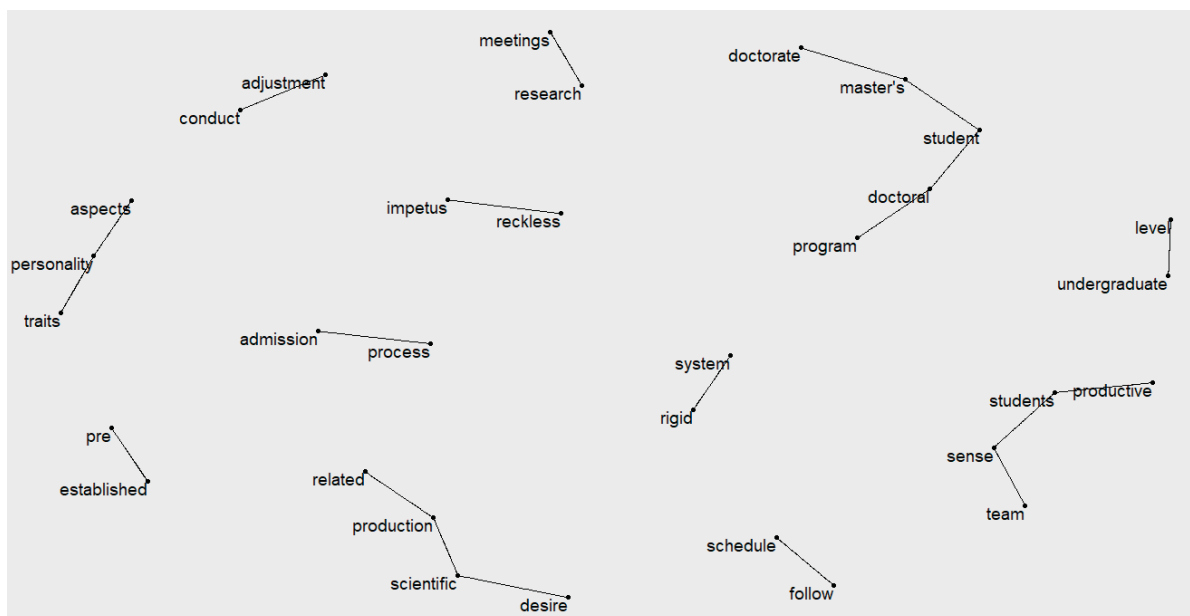 meetings
doctorate
adjustment
master's
research
conduct
student
doctoral
aspects
impetus
reckless
level
program
personality
undergraduate
traits
admission
process
system
productive
students
rigid
pre
sense
related
established
team
production
schedule
scientific
follow
desire